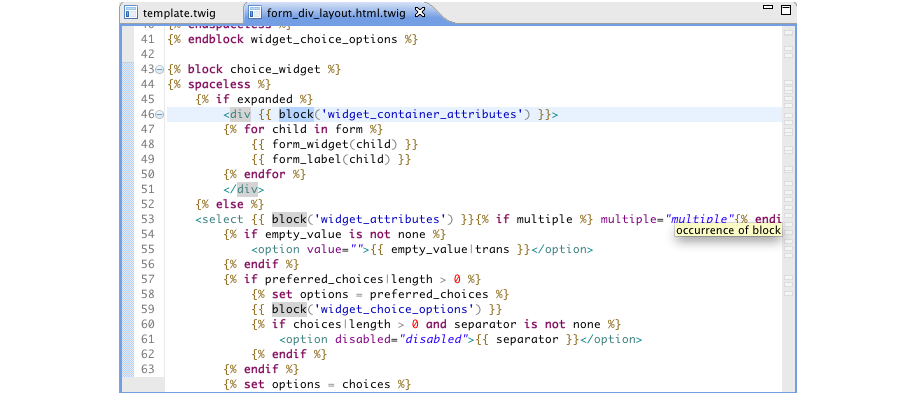 template.twig form_div_layout.html.twig
{% endspaceless %}
41 {% endblock widget_choice_options %}
42
43 {% block choice_widget %}
44 {% spaceless %}
45 {% if expanded %}
46 <div {{ block('widget_container_attributes') }}>
47 {% for child in form %}
48 {{ form_widget(child) }}
49 {{ form_label(child) }}
50 {% endfor %}
51 </div>
52 {% else %}
53 <select {{ block('widget_attributes') }}{% if multiple %} multiple="multiple"{% endi
occurrence of block
54 {% if empty_value is not none %}
55 <option value="">{{ empty_value|trans }}</option>
56 {% endif %}
57 {% if preferred_choices|length > 0 %}
58 {% set options = preferred_choices %}
59 {{ block('widget_choice_options') }}
60 {% if choices|length > 0 and separator is not none %}
61 <option disabled="disabled">{{ separator }}</option>
62 {% endif %}
63 {% endif %}
{% set options = choices %}